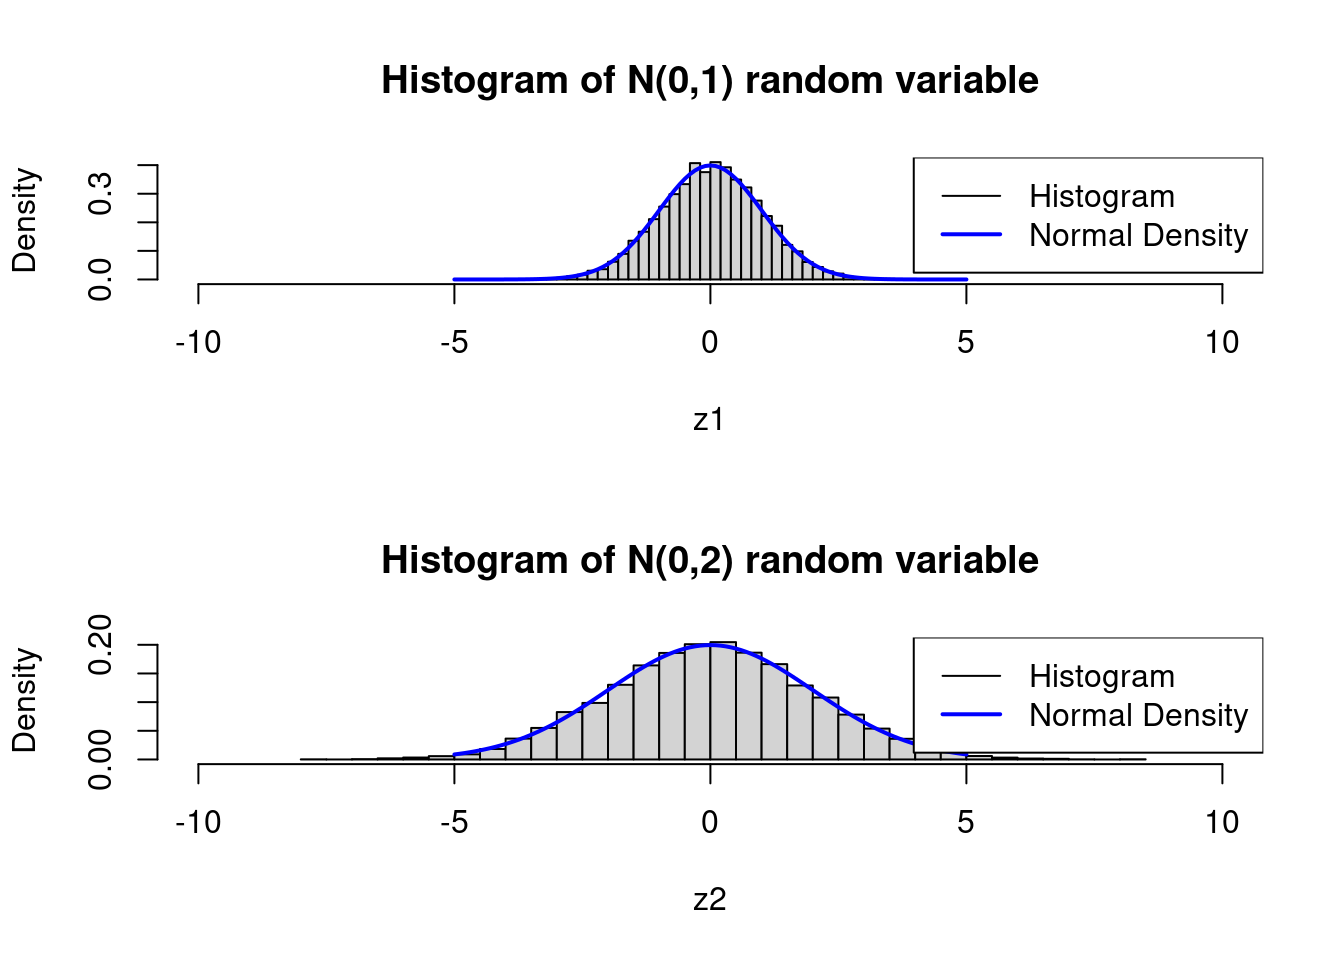 Histogram of N(0,1) random variable
Density
0.3
0.0
Histogram
Normal Density
-10 -5 0 5 10
z1
Histogram of N(0,2) random variable
Density
0.20
0.00
Histogram
Normal Density
-10 -5 0 5 10
z2